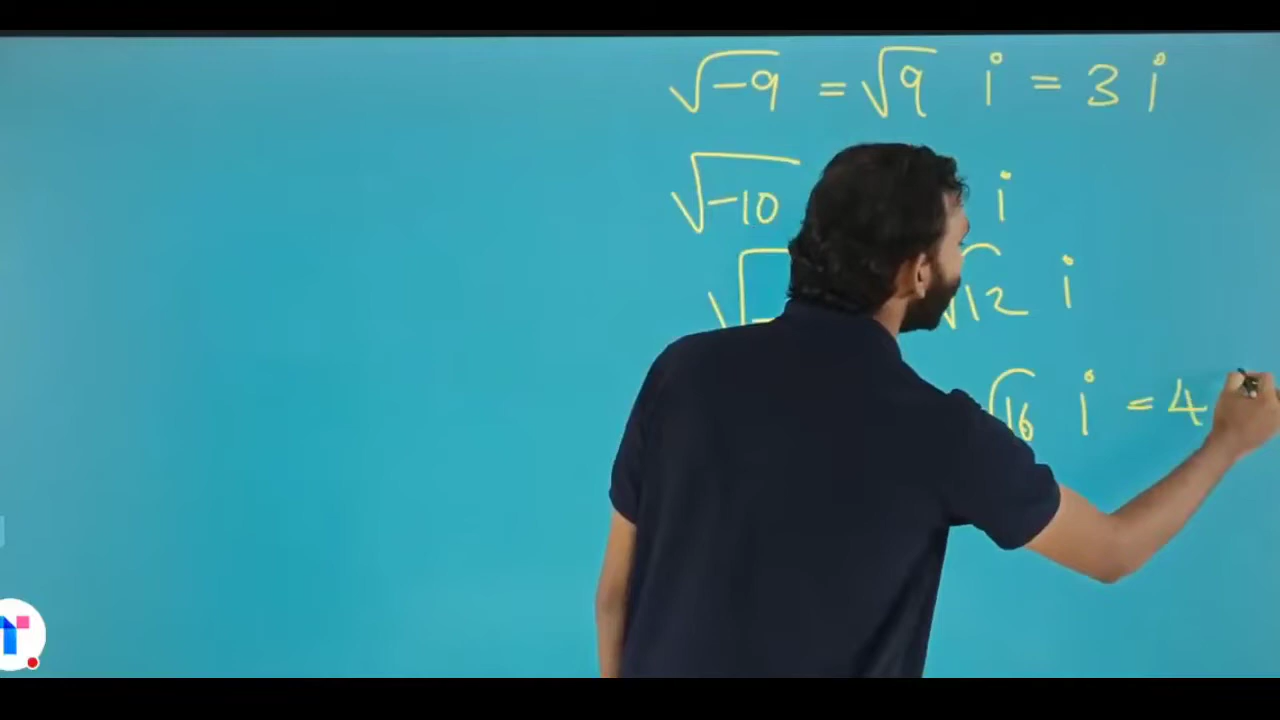 √-9 = √9 i = 3 i
√-10 i
√- √12 i
√16 i = 4